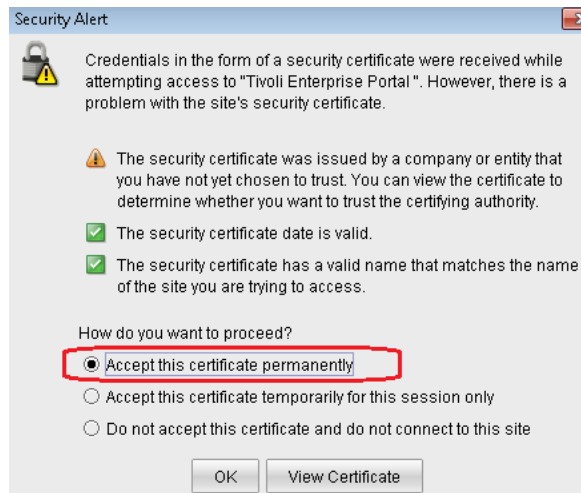 Security Alert
Credentials in the form of a security certificate were received while
attempting access to "Tivoli Enterprise Portal ". However, there is a
problem with the site's security certificate.
The security certificate was issued by a company or entity that
you have not yet chosen to trust. You can view the certificate to
determine whether you want to trust the certifying authority.
The security certificate date is valid.
The security certificate has a valid name that matches the name
of the site you are trying to access.
How do you want to proceed?
Accept this certificate permanently
Accept this certificate temporarily for this session only
Do not accept this certificate and do not connect to this site
OK View Certificate